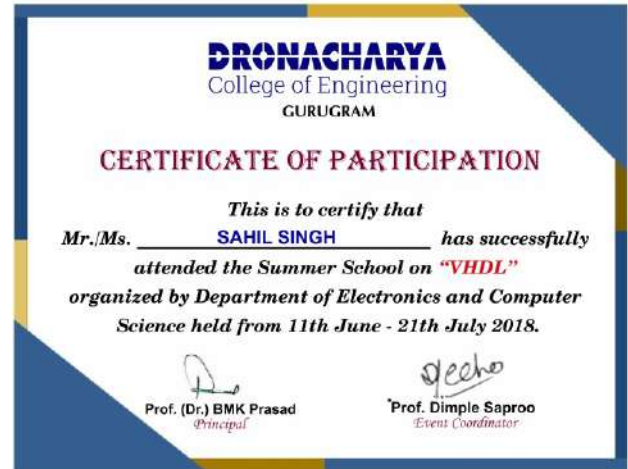 DRONACHARYA
College of Engineering
GURUGRAM
CERTIFICATE OF PARTICIPATION
This is to certify that
Mr./Ms. SAHIL SINGH has successfully
attended the Summer School on “VHDL”
organized by Department of Electronics and Computer
Science held from 11th June - 21th July 2018.
Prof. (Dr.) BMK Prasad
Principal
Prof. Dimple Saproo
Event Coordinator